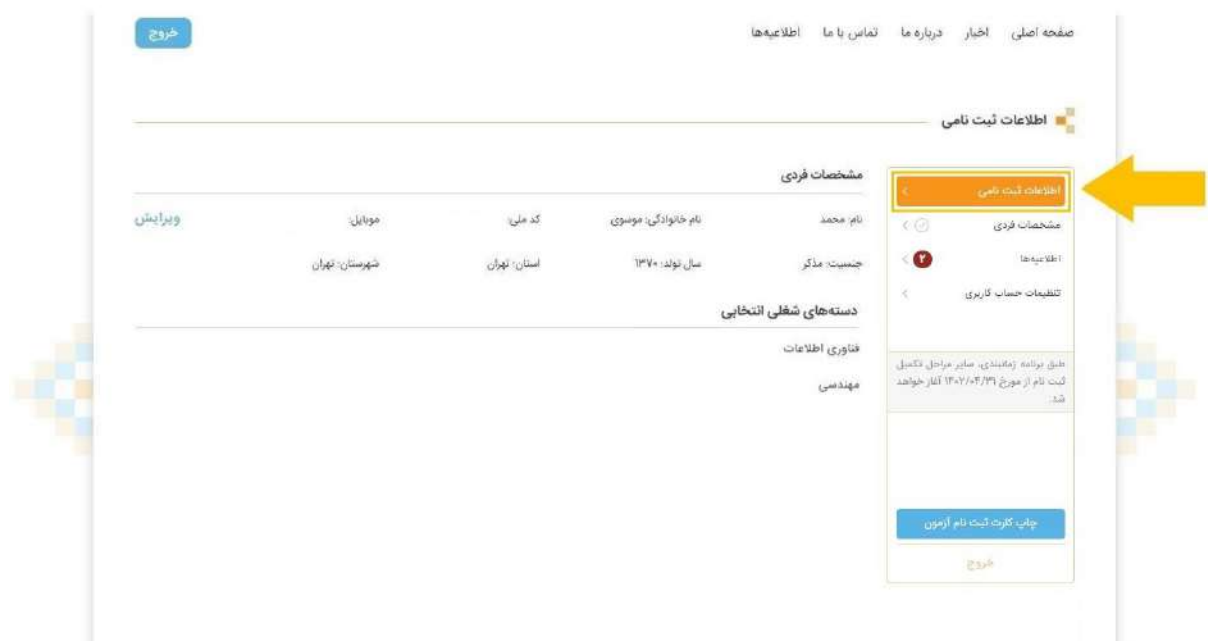 صفحه اصلی اخبار درباره ما تماس با ما اطلاعیه‌ها خروج
اطلاعات ثبت نامی
اطلاعات ثبت نامی
مشخصات فردی
اطلاعیه‌ها ۲
تنظیمات حساب کاربری
طبق برنامه زمانبندی، سایر مراحل تکمیل
ثبت نام از مورخ ۱۴۰۲/۰۴/۳۱ آغاز خواهد
شد.
چاپ کارت ثبت نام آزمون
خروج
مشخصات فردی
نام: محمد نام خانوادگی: موسوی کد ملی: موبایل: ویرایش
جنسیت: مذکر سال تولد: ۱۳۷۰ استان: تهران شهرستان: تهران
دسته‌های شغلی انتخابی
فناوری اطلاعات
مهندسی